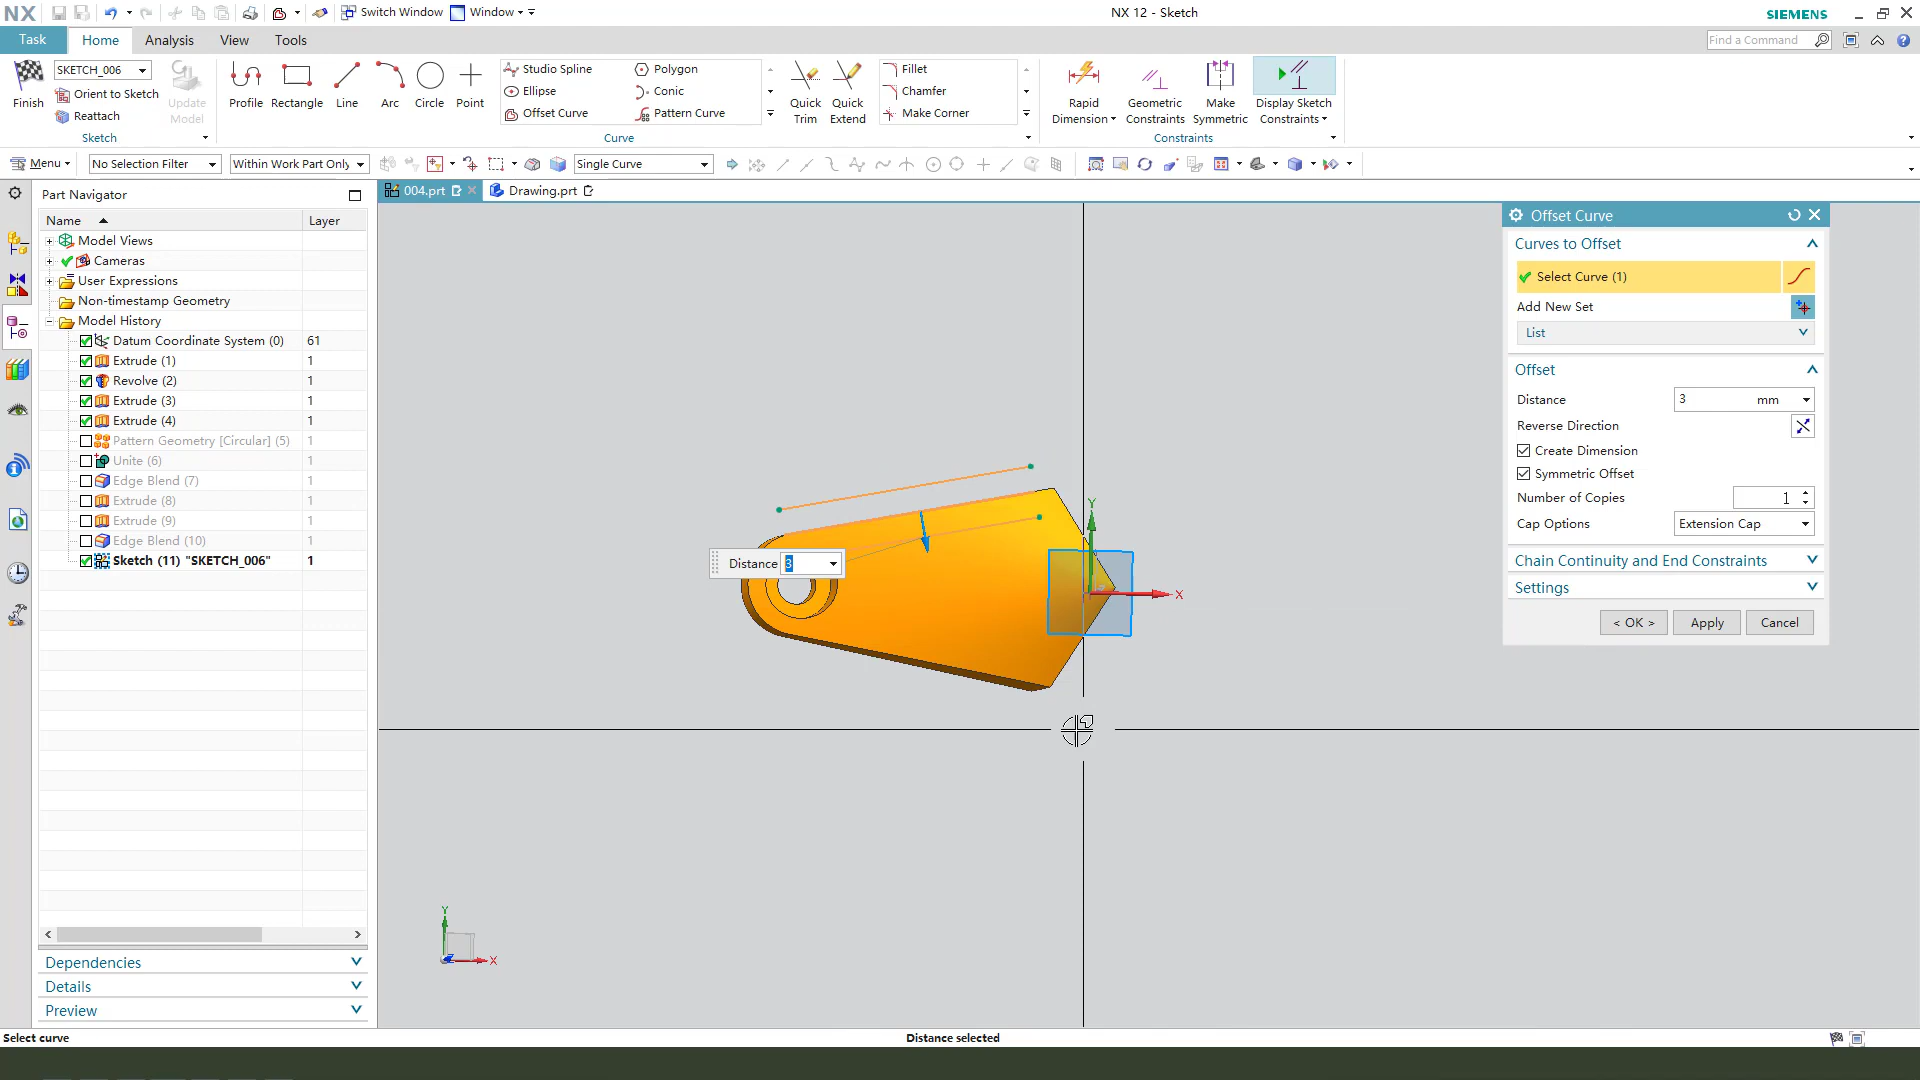 NX
Switch Window
Window
NX 12 - Sketch
SIEMENS
Task
Home
Analysis
View
Tools
Find a Command
Finish
SKETCH_006
Orient to Sketch
Reattach
Update Model
Sketch
Profile
Rectangle
Line
Arc
Circle
Point
Studio Spline
Ellipse
Offset Curve
Polygon
Conic
Pattern Curve
Curve
Quick Trim
Quick Extend
Fillet
Chamfer
Make Corner
Rapid Dimension
Geometric Constraints
Make Symmetric
Display Sketch Constraints
Constraints
Menu
No Selection Filter
Within Work Part Only
Single Curve
Part Navigator
004.prt
Drawing.prt
Name
Layer
Model Views
Cameras
User Expressions
Non-timestamp Geometry
Model History
Datum Coordinate System (0) 61
Extrude (1) 1
Revolve (2) 1
Extrude (3) 1
Extrude (4) 1
Pattern Geometry [Circular] (5) 1
Unite (6) 1
Edge Blend (7) 1
Extrude (8) 1
Extrude (9) 1
Edge Blend (10) 1
Sketch (11) "SKETCH_006" 1
Dependencies
Details
Preview
Distance 3
Y
X
Y
X
Offset Curve
Curves to Offset
Select Curve (1)
Add New Set
List
Offset
Distance 3 mm
Reverse Direction
Create Dimension
Symmetric Offset
Number of Copies 1
Cap Options Extension Cap
Chain Continuity and End Constraints
Settings
< OK >
Apply
Cancel
Select curve
Distance selected